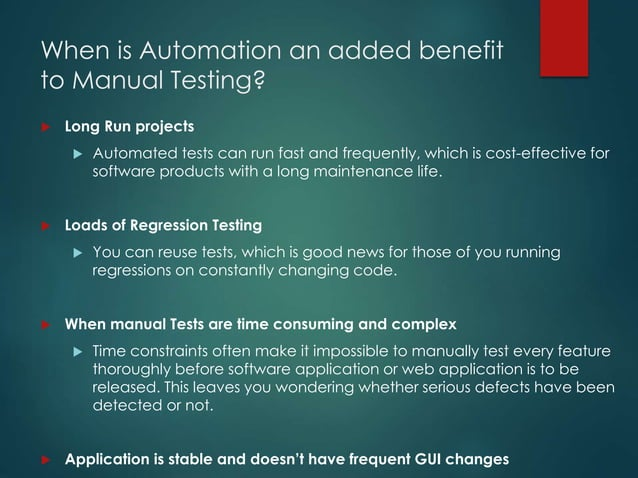 When is Automation an added benefit
to Manual Testing?
Long Run projects
Automated tests can run fast and frequently, which is cost-effective for
software products with a long maintenance life.
Loads of Regression Testing
You can reuse tests, which is good news for those of you running
regressions on constantly changing code.
When manual Tests are time consuming and complex
Time constraints often make it impossible to manually test every feature
thoroughly before software application or web application is to be
released. This leaves you wondering whether serious defects have been
detected or not.
Application is stable and doesn’t have frequent GUI changes